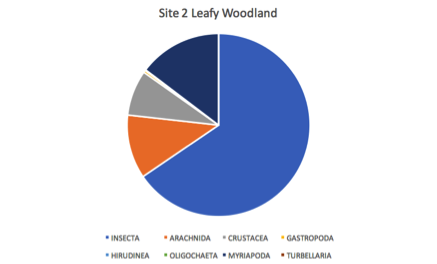 Site 2 Leafy Woodland
INSECTA ARACHNIDA CRUSTACEA GASTROPODA
HIRUDINEA OLIGOCHAETA MYRIAPODA TURBELLARIA